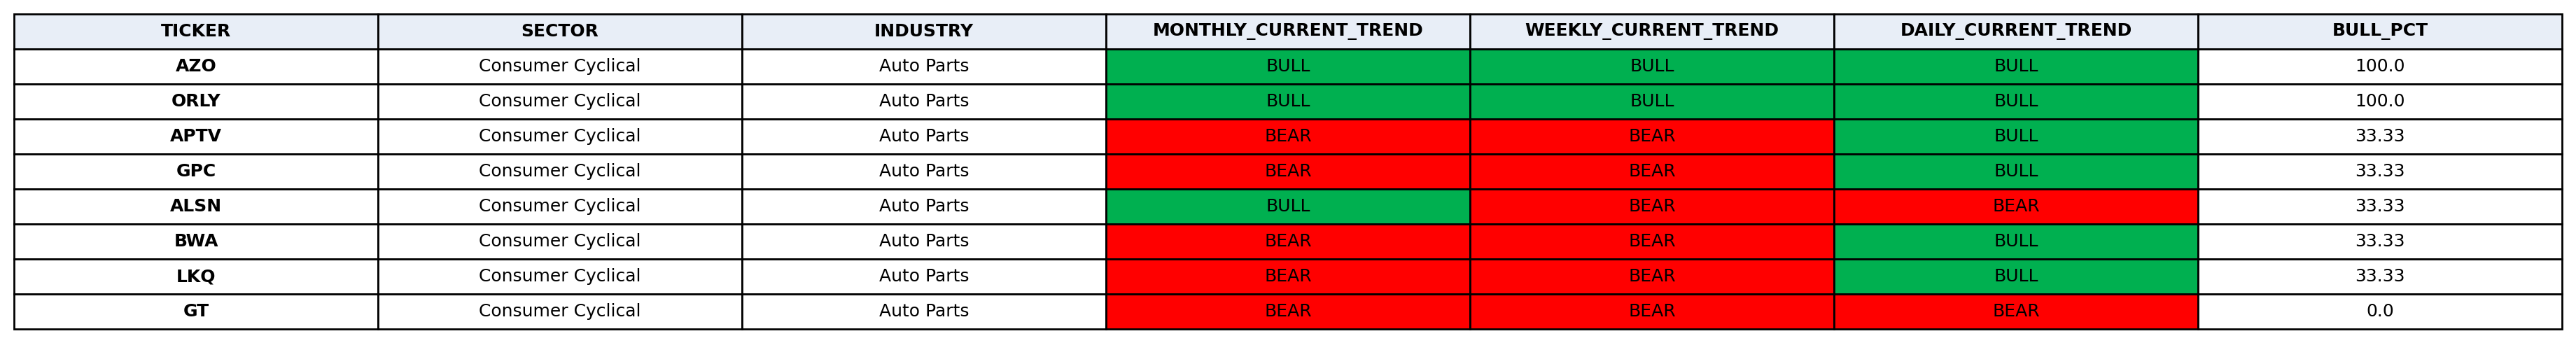 TICKER SECTOR INDUSTRY MONTHLY_CURRENT_TREND WEEKLY_CURRENT_TREND DAILY_CURRENT_TREND BULL_PCT
AZO Consumer Cyclical Auto Parts BULL BULL BULL 100.0
ORLY Consumer Cyclical Auto Parts BULL BULL BULL 100.0
APTV Consumer Cyclical Auto Parts BEAR BEAR BULL 33.33
GPC Consumer Cyclical Auto Parts BEAR BEAR BULL 33.33
ALSN Consumer Cyclical Auto Parts BULL BEAR BEAR 33.33
BWA Consumer Cyclical Auto Parts BEAR BEAR BULL 33.33
LKQ Consumer Cyclical Auto Parts BEAR BEAR BULL 33.33
GT Consumer Cyclical Auto Parts BEAR BEAR BEAR 0.0